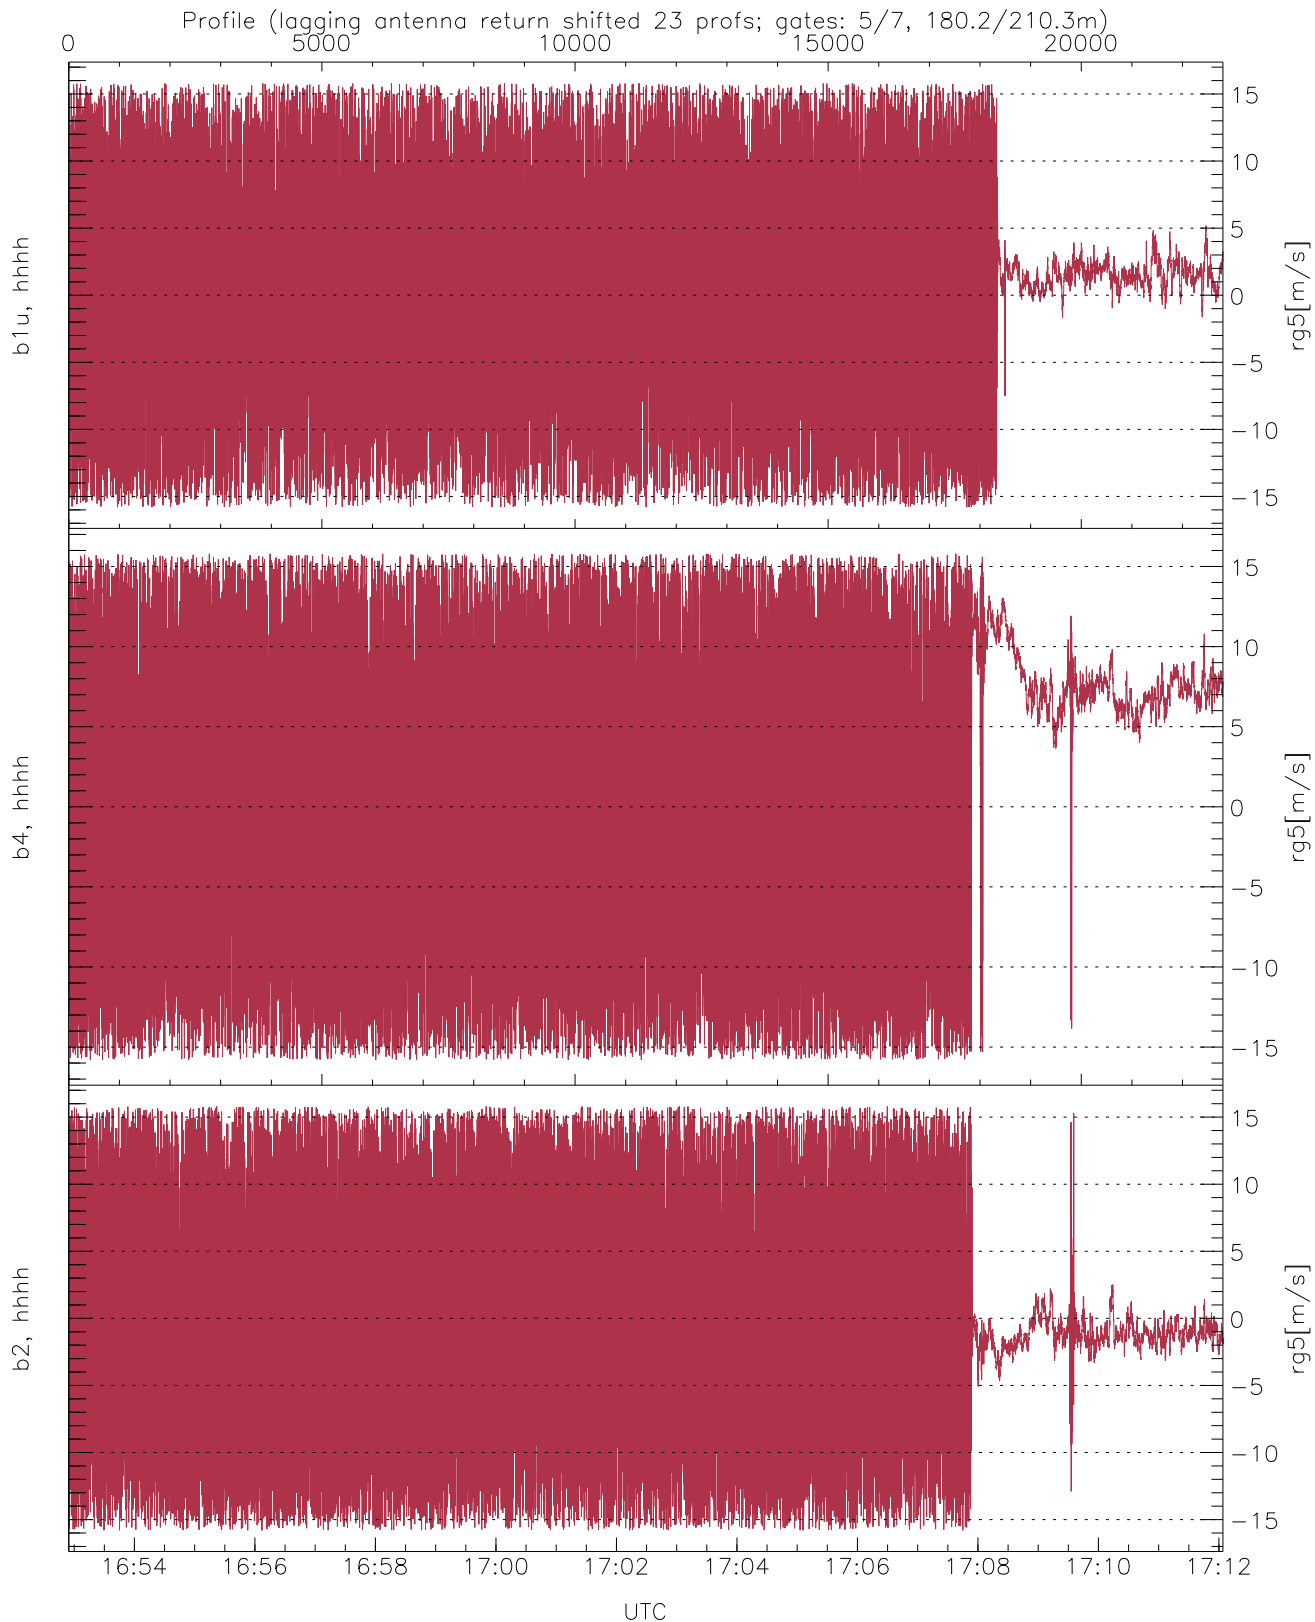 Profile (lagging antenna return shifted 23 profs; gates: 5/7, 180.2/210.3m)
0 5000 10000 15000 20000
b1u, hhhh
15
10
5
0
-5
-10
-15
rg5[m/s]
b4, hhhh
15
10
5
0
-5
-10
-15
rg5[m/s]
b2, hhhh
15
10
5
0
-5
-10
-15
rg5[m/s]
16:54 16:56 16:58 17:00 17:02 17:04 17:06 17:08 17:10 17:12
UTC